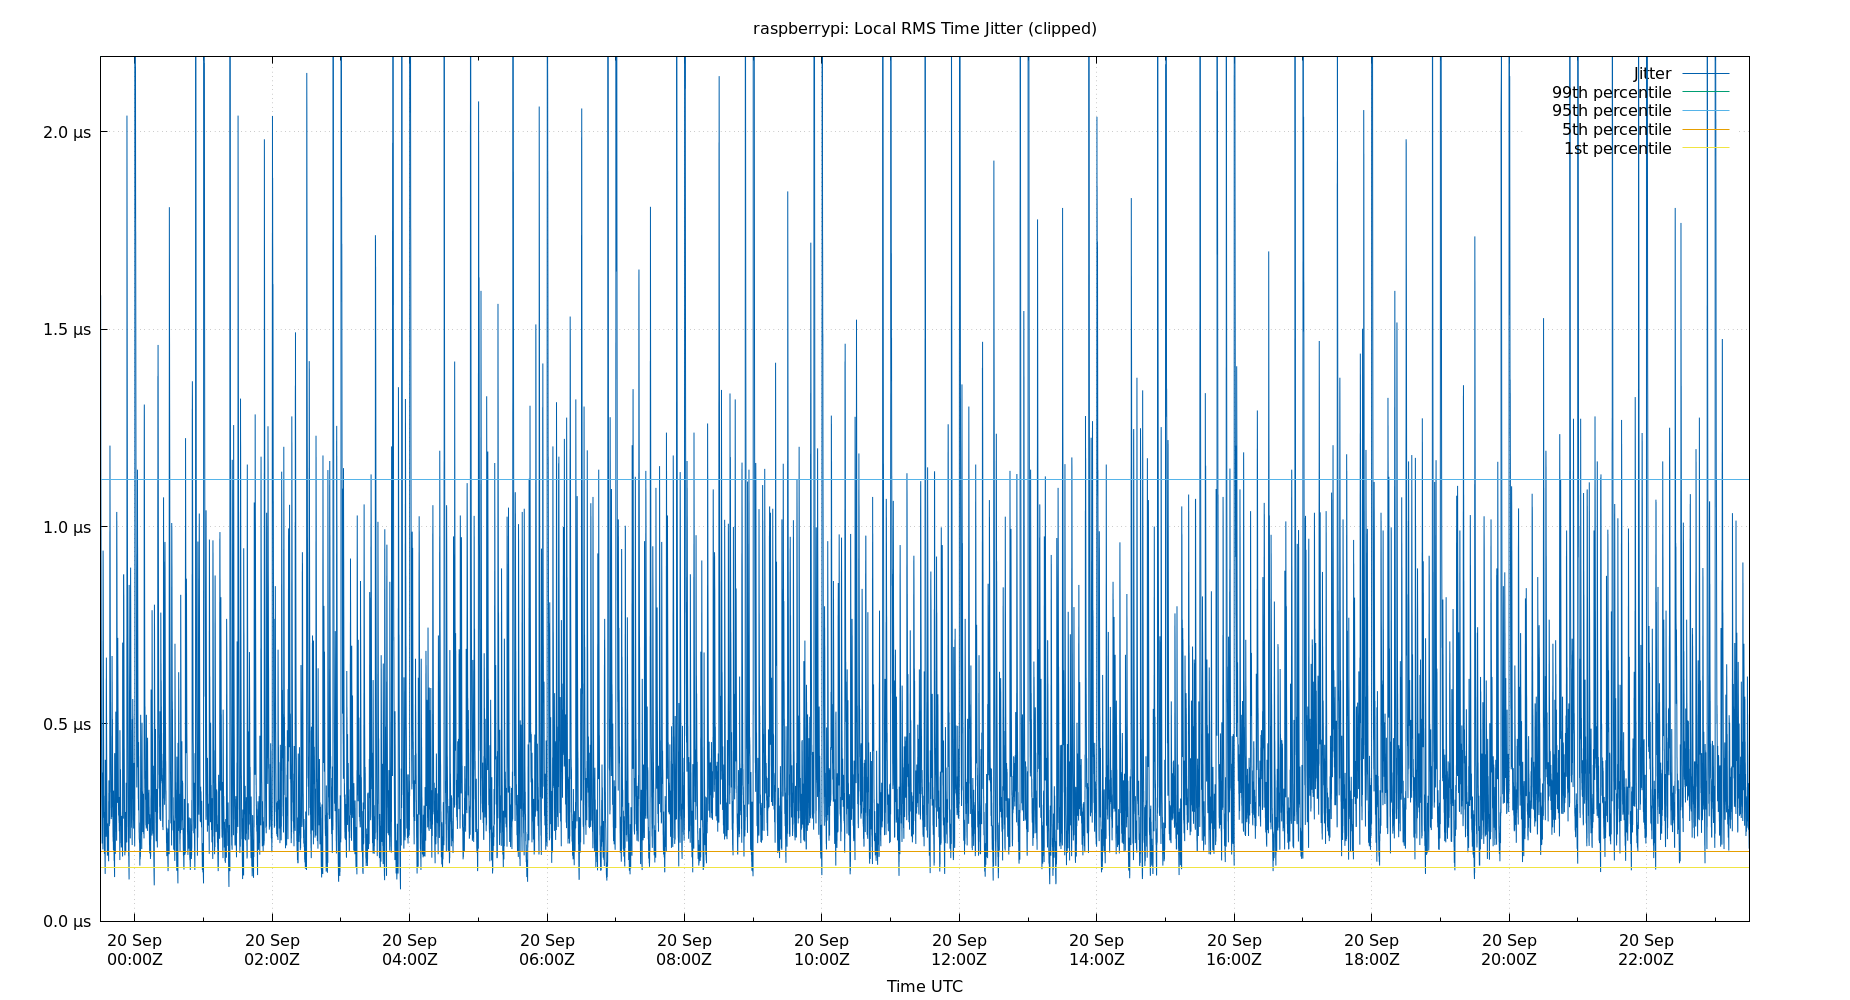 raspberrypi: Local RMS Time Jitter (clipped)
Jitter
99th percentile
95th percentile
5th percentile
1st percentile
2.0 µs
1.5 µs
1.0 µs
0.5 µs
0.0 µs
20 Sep 20 Sep 20 Sep 20 Sep 20 Sep 20 Sep 20 Sep 20 Sep 20 Sep 20 Sep 20 Sep 20 Sep
00:00Z 02:00Z 04:00Z 06:00Z 08:00Z 10:00Z 12:00Z 14:00Z 16:00Z 18:00Z 20:00Z 22:00Z
Time UTC